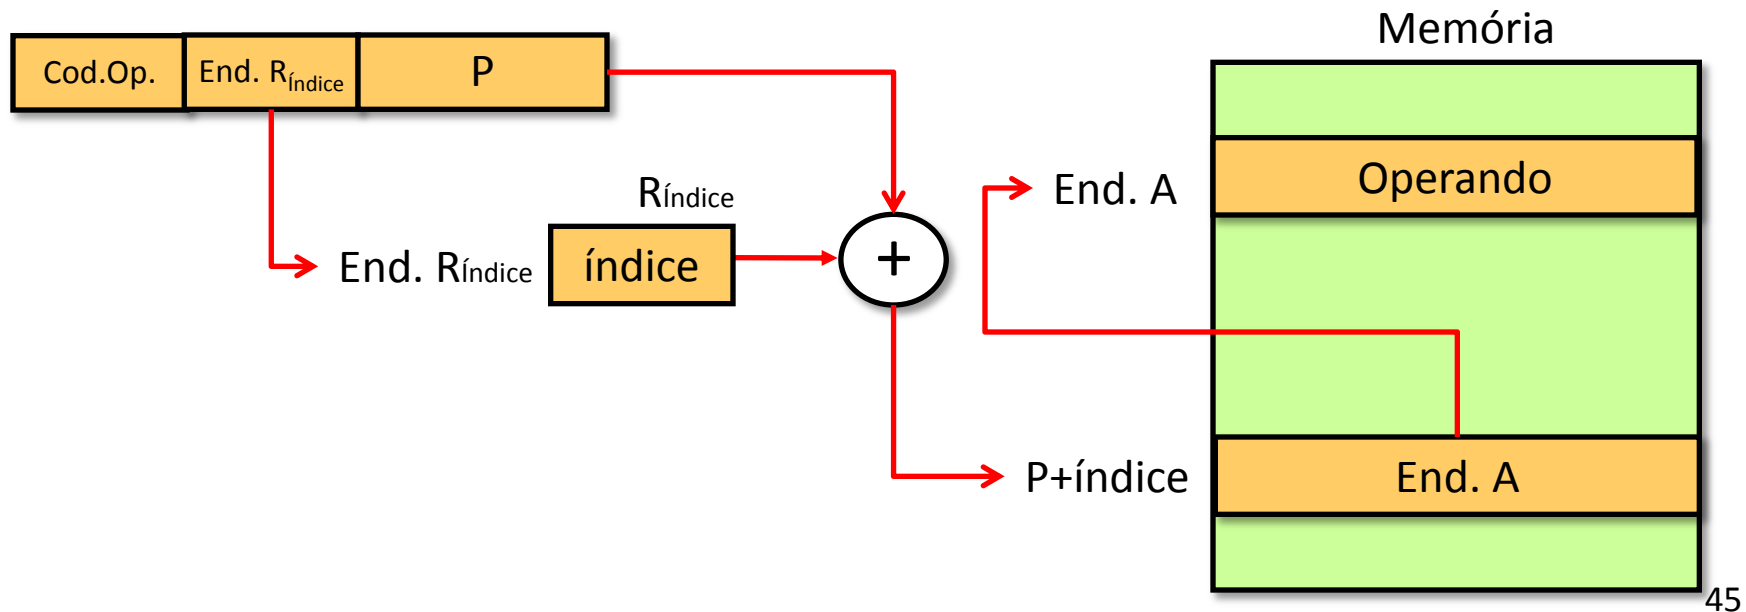 Memória
Cod.Op. End. RÍndice P
Operando
End. A
RÍndice
End. RÍndice índice +
P+índice End. A
45